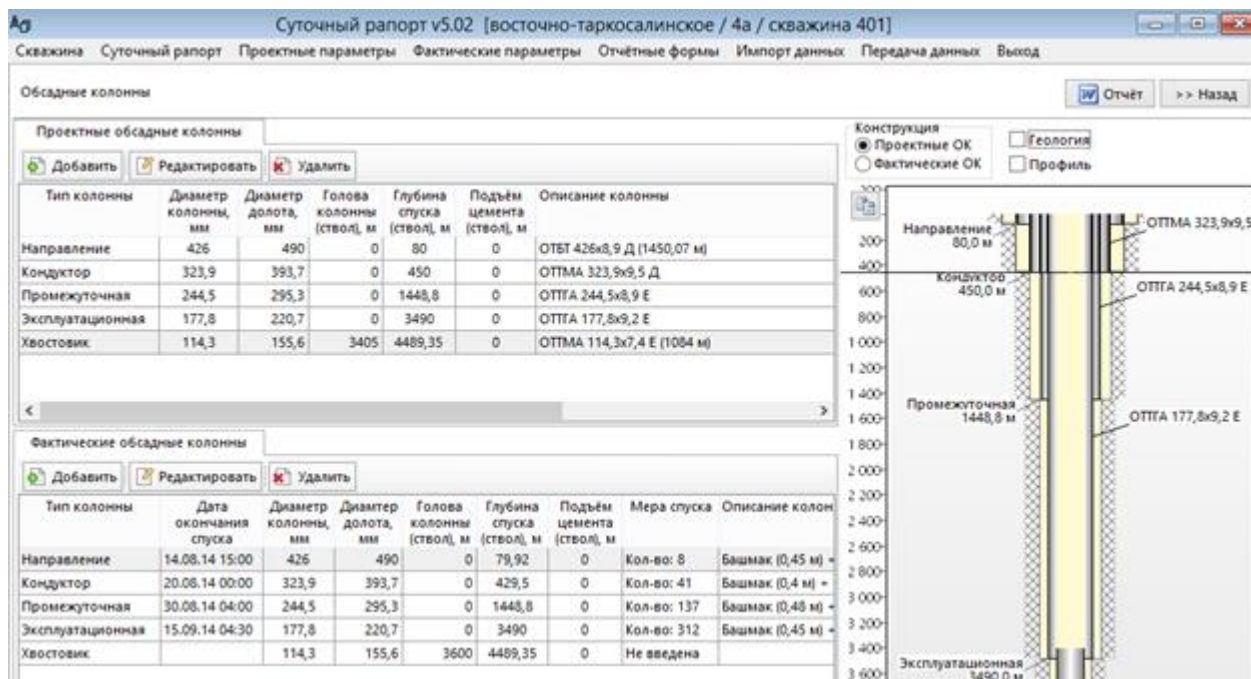 Суточный рапорт v5.02 [восточно-таркосалинское / 4а / скважина 401]
Скважина Суточный рапорт Проектные параметры Фактические параметры Отчётные формы Импорт данных Передача данных Выход
Обсадные колонны
Отчёт >> Назад
Проектные обсадные колонны
Добавить Редактировать Удалить
Тип колонны Диаметр колонны, мм Диаметр долота, мм Голова колонны (ствол), м Глубина спуска (ствол), м Подъём цемента (ствол), м Описание колонны
Направление 426 490 0 80 0 ОТБТ 426х8,9 Д (1450,07 м)
Кондуктор 323,9 393,7 0 450 0 ОТТМА 323,9х9,5 Д
Промежуточная 244,5 295,3 0 1448,8 0 ОТТГА 244,5х8,9 Е
Эксплуатационная 177,8 220,7 0 3490 0 ОТТГА 177,8х9,2 Е
Хвостовик 114,3 155,6 3405 4489,35 0 ОТТМА 114,3х7,4 Е (1084 м)
Фактические обсадные колонны
Добавить Редактировать Удалить
Тип колонны Дата окончания спуска Диаметр колонны, мм Диамтер долота, мм Голова колонны (ствол), м Глубина спуска (ствол), м Подъём цемента (ствол), м Мера спуска Описание колон
Направление 14.08.14 15:00 426 490 0 79,92 0 Кол-во: 8 Башмак (0,45 м) +
Кондуктор 20.08.14 00:00 323,9 393,7 0 429,5 0 Кол-во: 41 Башмак (0,4 м) +
Промежуточная 30.08.14 04:00 244,5 295,3 0 1448,8 0 Кол-во: 137 Башмак (0,48 м) +
Эксплуатационная 15.09.14 04:30 177,8 220,7 0 3490 0 Кол-во: 312 Башмак (0,45 м) +
Хвостовик 114,3 155,6 3600 4489,35 0 Не введена
Конструкция
Проектные ОК
Фактические ОК
Геология
Профиль
200
400
600
800
1 000
1 200
1 400
1 600
1 800
2 000
2 200
2 400
2 600
2 800
3 000
3 200
3 400
3 600
Направление
80,0 м
Кондуктор
450,0 м
Промежуточная
1448,8 м
Эксплуатационная
3490,0 м
ОТТМА 323,9х9,5
ОТТГА 244,5х8,9 Е
ОТТГА 177,8х9,2 Е